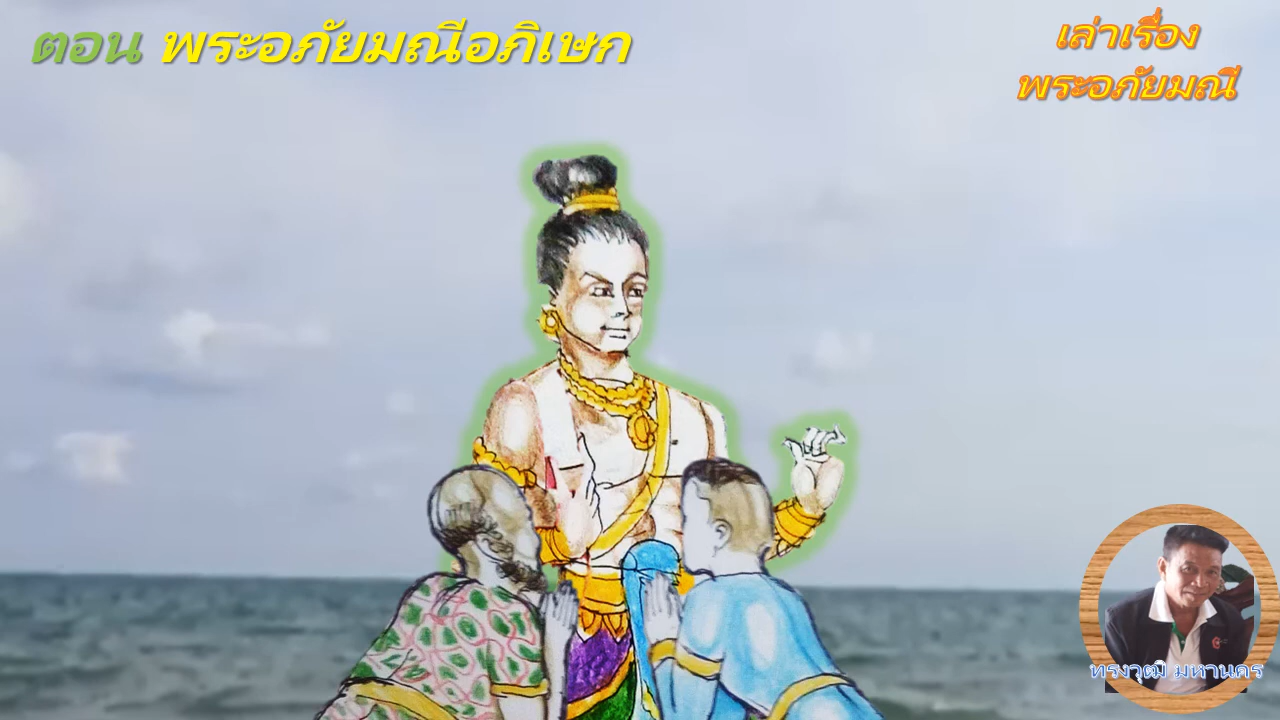 ตอน พระอภัยมณีอภิเษก
เล่าเรื่อง
พระอภัยมณี
ทรงวุฒิ มหานคร